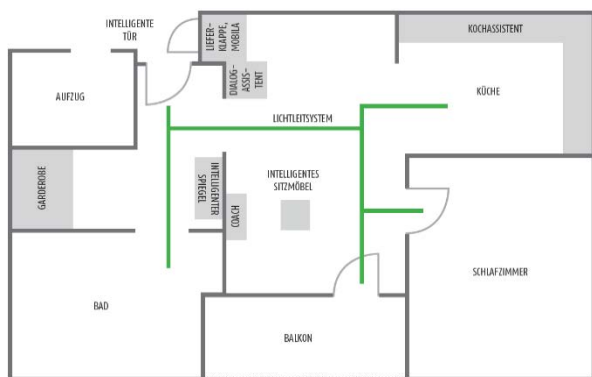 INTELLIGENTE
TÜR
LIEFER-
KLAPPE,
MOBILA
KOCHASSISTENT
DIALOG-
ASSIS-
TENT
AUFZUG
KÜCHE
LICHTLEITSYSTEM
GARDEROBE
INTELLIGENTER
SPIEGEL
INTELLIGENTES
SITZMÖBEL
COACH
SCHLAFZIMMER
BAD
BALKON